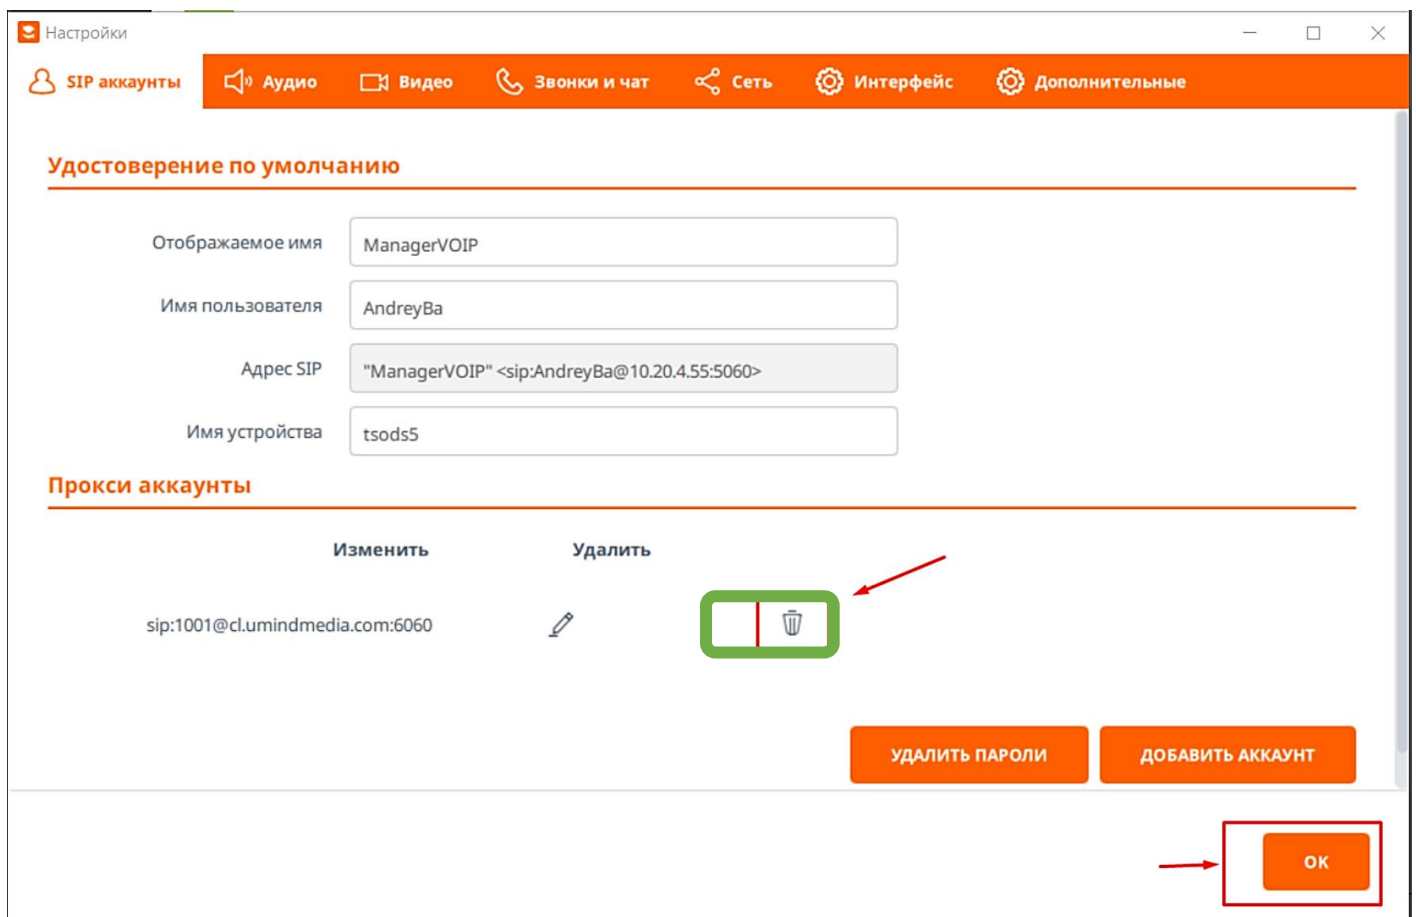 Настройки
SIP аккаунты Аудио Видео Звонки и чат Сеть Интерфейс Дополнительные
Удостоверение по умолчанию
Отображаемое имя ManagerVOIP
Имя пользователя AndreyBa
Адрес SIP "ManagerVOIP" <sip:AndreyBa@10.20.4.55:5060>
Имя устройства tsods5
Прокси аккаунты
Изменить Удалить
sip:1001@cl.umindmedia.com:6060
УДАЛИТЬ ПАРОЛИ ДОБАВИТЬ АККАУНТ
ОК